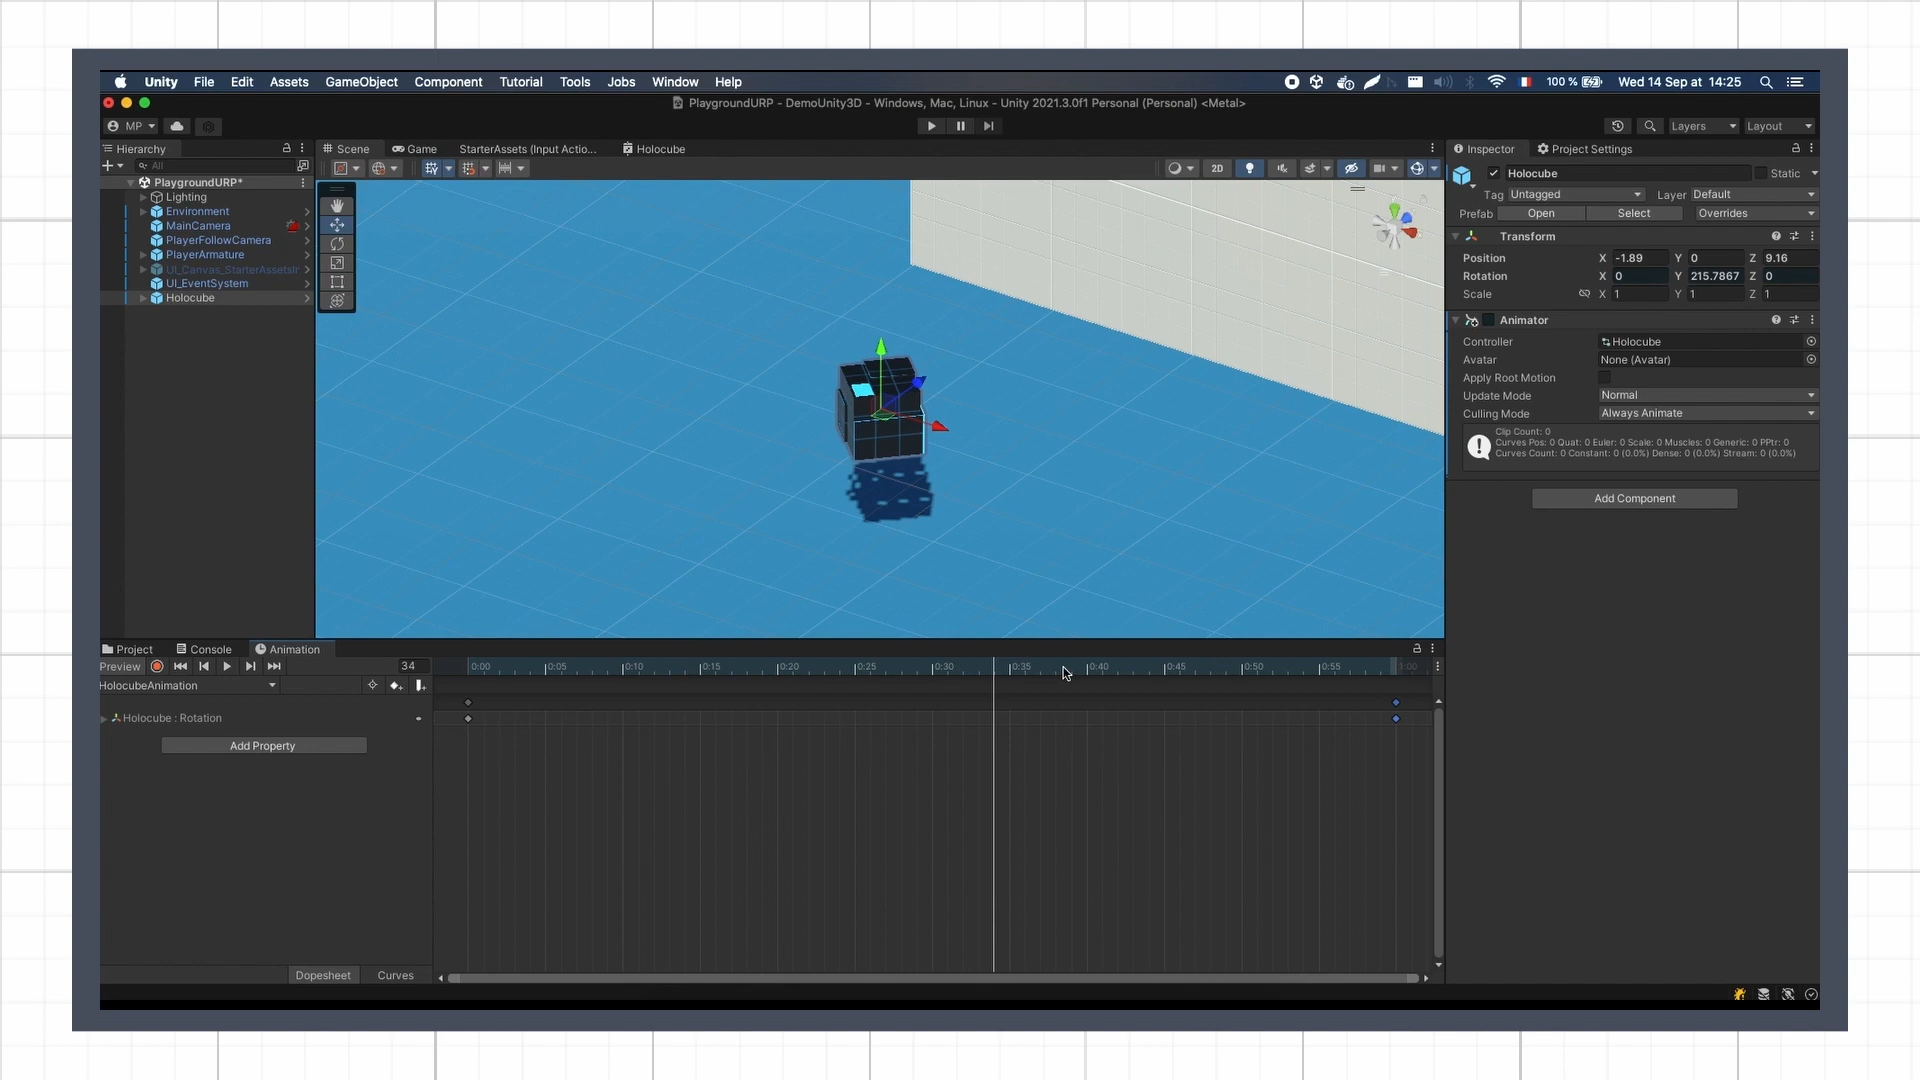 Unity File Edit Assets GameObject Component Tutorial Tools Jobs Window Help 100 % Wed 14 Sep at 14:25
PlaygroundURP - DemoUnity3D - Windows, Mac, Linux - Unity 2021.3.0f1 Personal (Personal) <Metal>
MP Layers Layout
Hierarchy
All
PlaygroundURP*
Lighting
Environment
MainCamera
PlayerFollowCamera
PlayerArmature
UI_Canvas_StarterAssetsIr
UI_EventSystem
Holocube
Scene Game StarterAssets (Input Actio... Holocube
2D
Inspector Project Settings
Holocube Static
Tag Untagged Layer Default
Prefab Open Select Overrides
Transform
Position X -1.89 Y 0 Z 9.16
Rotation X 0 Y 215.7867 Z 0
Scale X 1 Y 1 Z 1
Animator
Controller Holocube
Avatar None (Avatar)
Apply Root Motion
Update Mode Normal
Culling Mode Always Animate
Clip Count: 0
Curves Pos: 0 Quat: 0 Euler: 0 Scale: 0 Muscles: 0 Generic: 0 PPtr: 0
Curves Count: 0 Constant: 0 (0.0%) Dense: 0 (0.0%) Stream: 0 (0.0%)
Add Component
Project Console Animation
Preview 34 0:00 0:05 0:10 0:15 0:20 0:25 0:30 0:35 0:40 0:45 0:50 0:55 1:00
HolocubeAnimation
Holocube : Rotation
Add Property
Dopesheet Curves